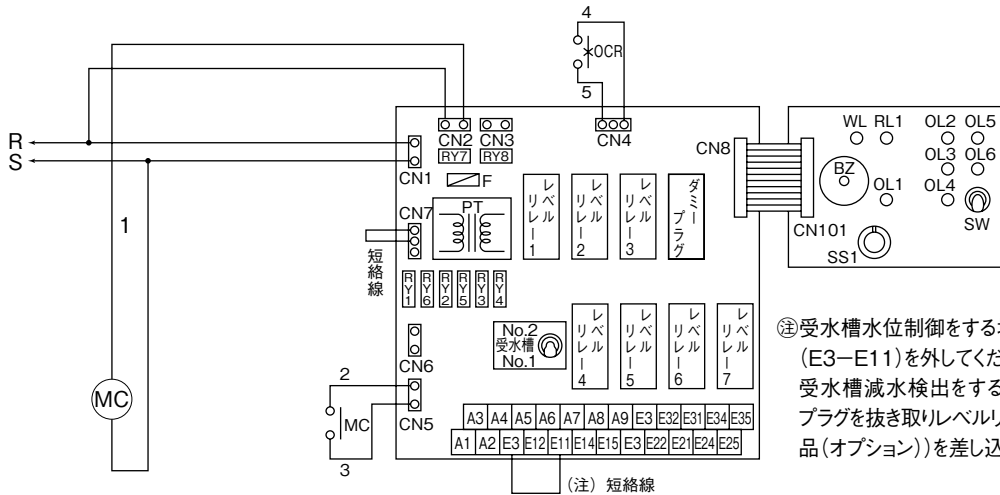 R
S
1
MC
4
×OCR
5
CN2
CN3
RY7
RY8
CN4
CN1
F
PT
CN7
短絡線
RY1
RY6
RY2
RY5
RY3
RY4
レベルリレー1
レベルリレー2
レベルリレー3
ダミープラグ
CN8
CN101
WL
RL1
OL2
OL5
OL3
OL6
BZ
OL1
OL4
SW
SS1
No.2
受水槽
No.1
レベルリレー4
レベルリレー5
レベルリレー6
レベルリレー7
CN6
2
MC
CN5
3
A3 A4 A5 A6 A7 A8 A9 E3 E32 E31 E34 E35
A1 A2 E3 E12 E11 E14 E15 E3 E22 E21 E24 E25
(注) 短絡線
注 受水槽水位制御をする
(E3−E11)を外してくだ
受水槽減水検出をする
プラグを抜き取りレベルリ
品(オプション))を差し込